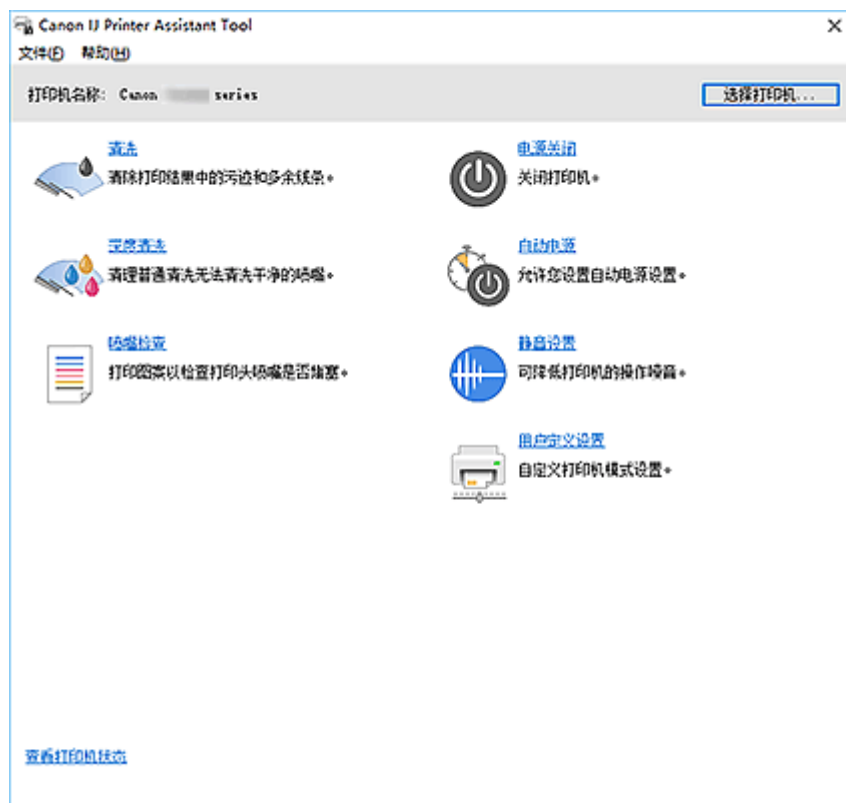 Canon IJ Printer Assistant Tool
文件(F) 帮助(H)
打印机名称: Canon series
选择打印机...
清洗
清除打印结果中的污迹和多余线条。
深度清洗
清理普通清洗无法清洗干净的喷嘴。
喷嘴检查
打印图案以检查打印头喷嘴是否堵塞。
电源关闭
关闭打印机。
自动电源
允许您设置自动电源设置。
静音设置
可降低打印机的操作噪音。
用户定义设置
自定义打印机模式设置。
查看打印机状态